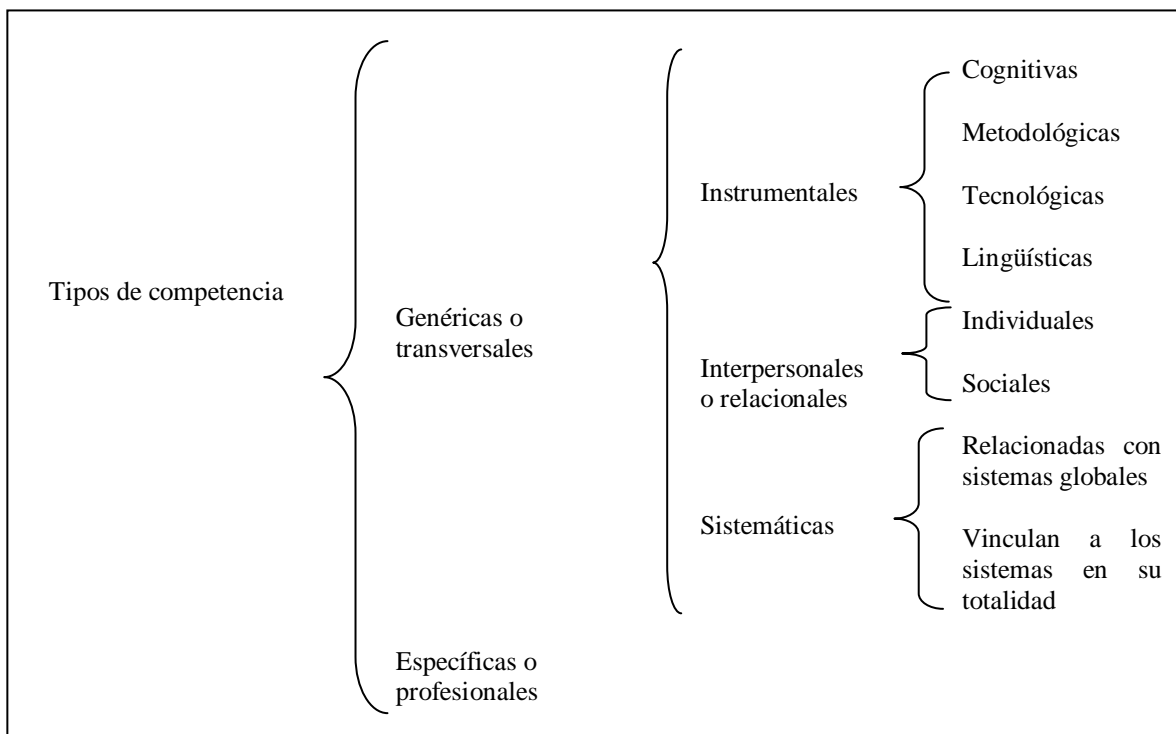 Tipos de competencia
Genéricas o
transversales
Instrumentales
Cognitivas
Metodológicas
Tecnológicas
Lingüísticas
Interpersonales
o relacionales
Individuales
Sociales
Sistemáticas
Relacionadas con
sistemas globales
Vinculan a los
sistemas en su
totalidad
Específicas o
profesionales